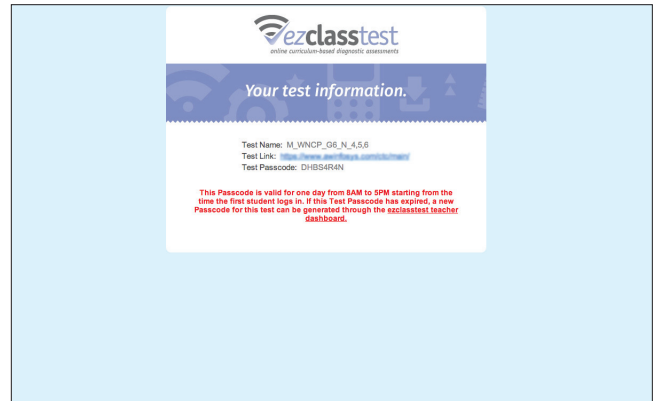 ezclasstest
online curriculum-based diagnostic assessments
Your test information.
Test Name: M_WNCP_G6_N_4,5,6
Test Link:
Test Passcode: DHBS4R4N
This Passcode is valid for one day from 8AM to 5PM starting from the
time the first student logs in. If this Test Passcode has expired, a new
Passcode for this test can be generated through the ezclasstest teacher
dashboard.